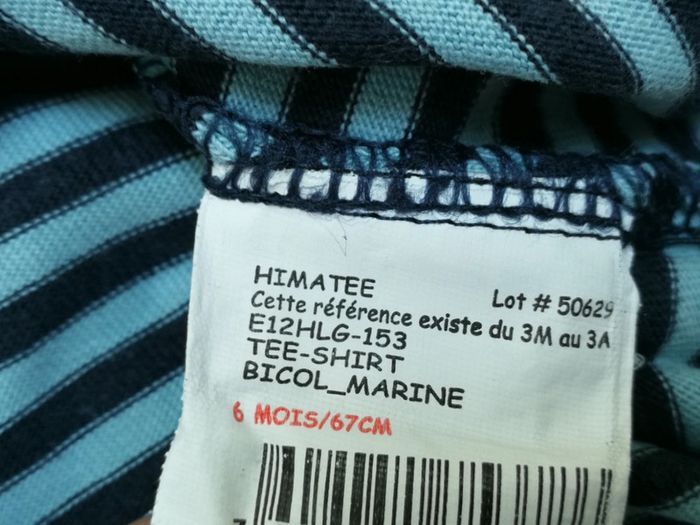 HIMATEE Lot # 50629
Cette référence existe du 3M au 3A
E12HLG-153
TEE-SHIRT
BICOL_MARINE
6 MOIS/67CM